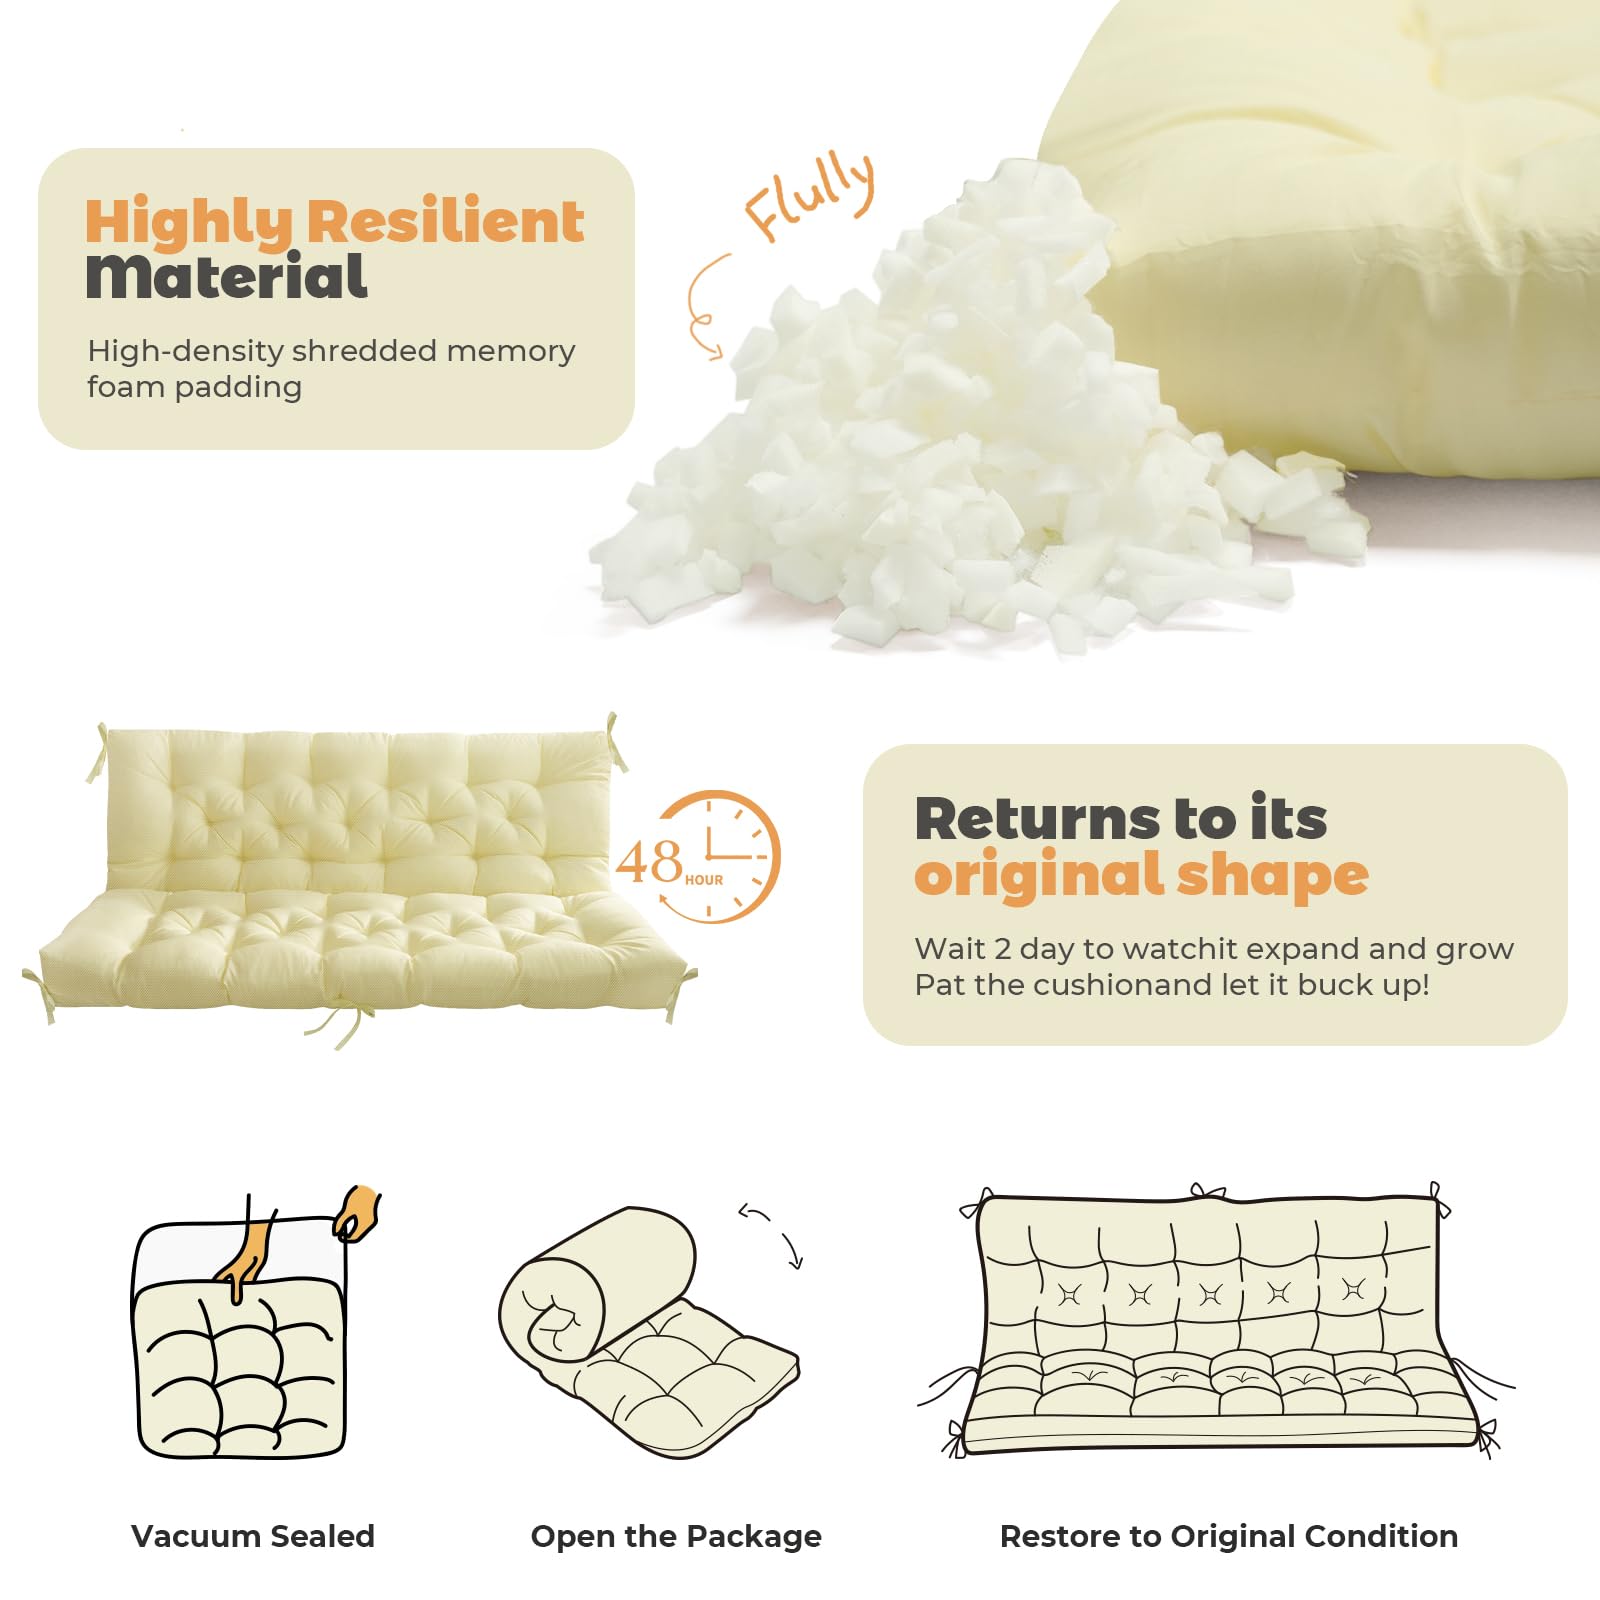 Highly Resilient
Material
High-density shredded memory
foam padding
Flully
48 HOUR
Returns to its
original shape
Wait 2 day to watchit expand and grow
Pat the cushionand let it buck up!
Vacuum Sealed
Open the Package
Restore to Original Condition